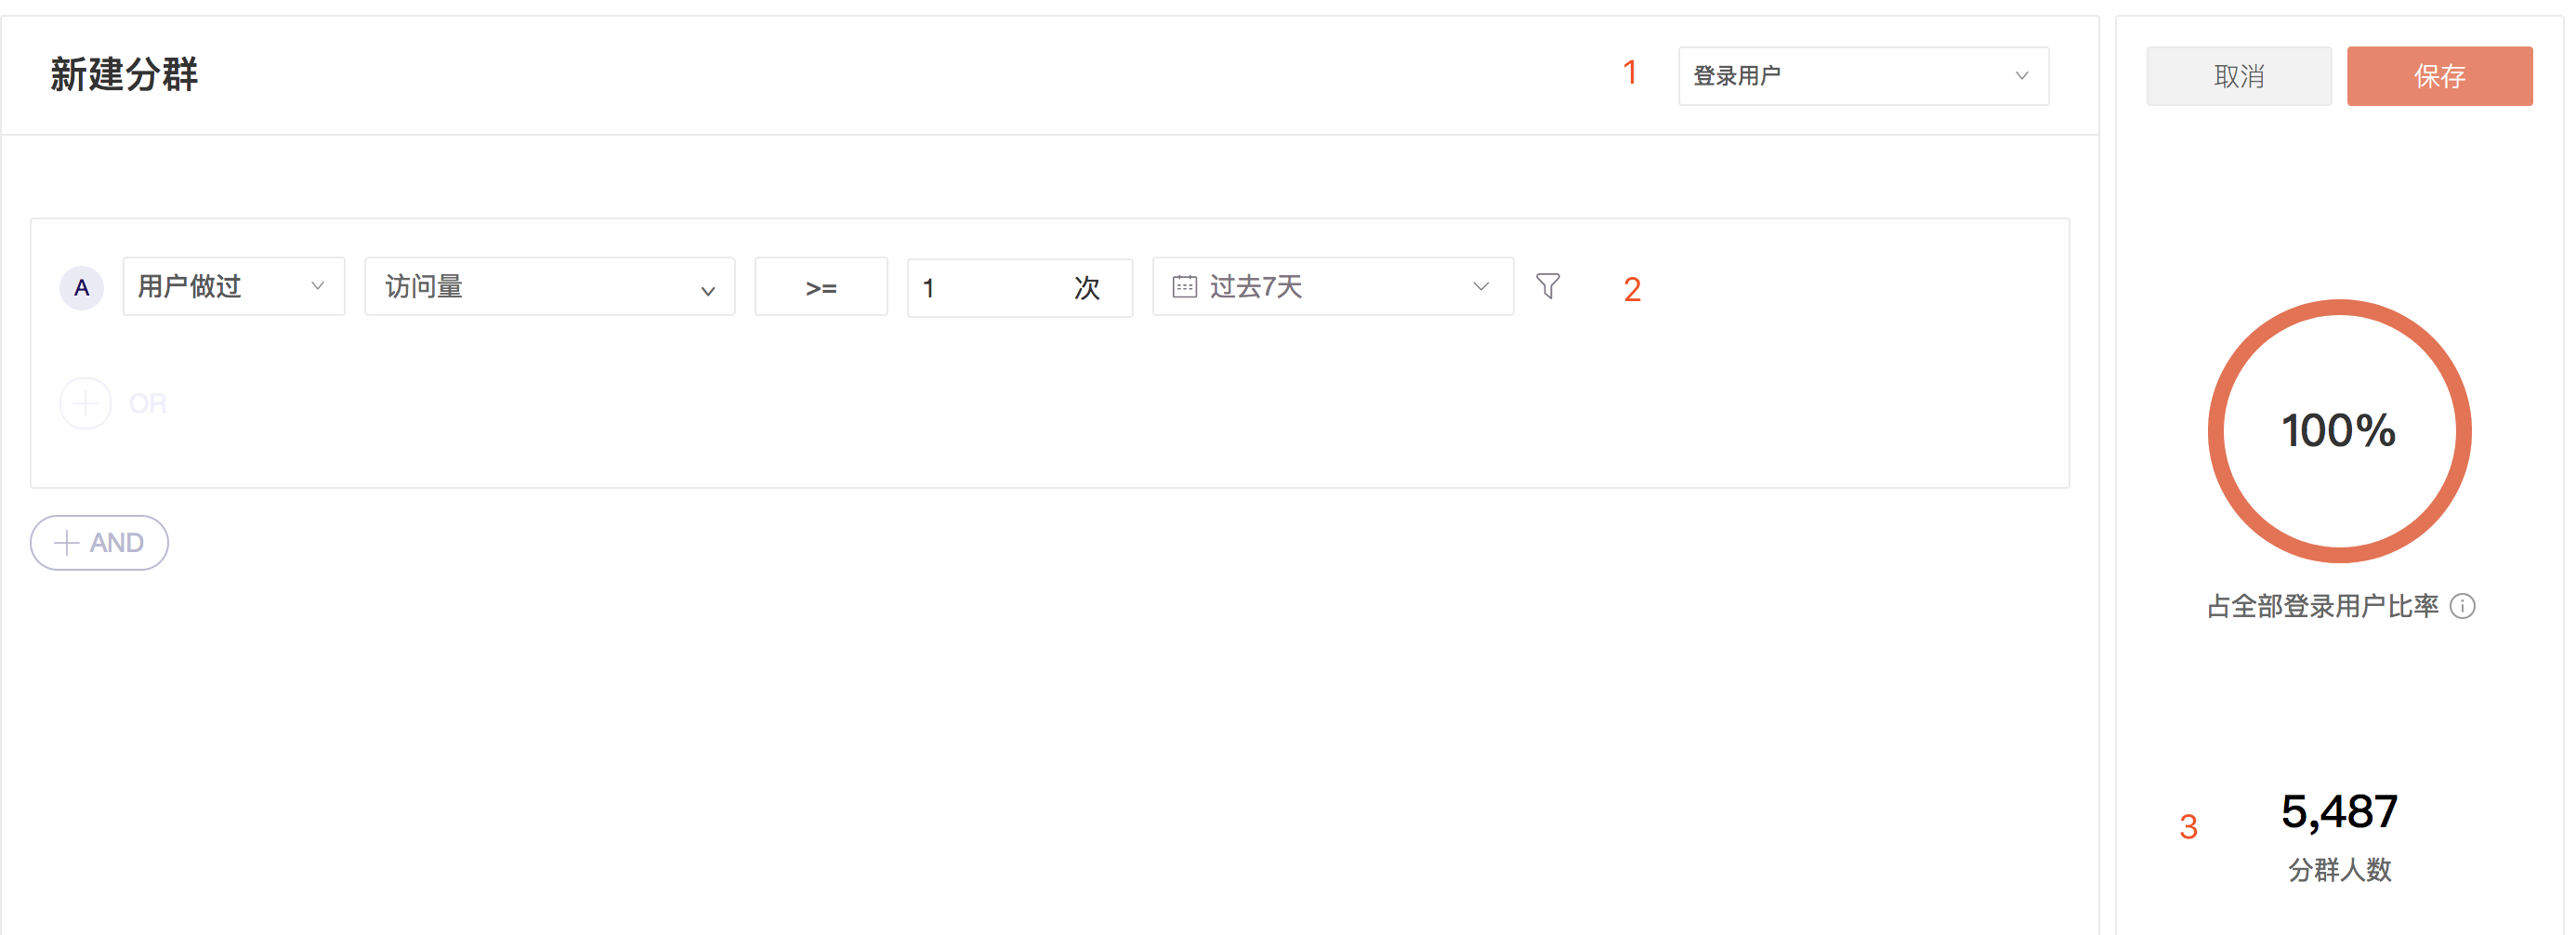 新建分群
1
登录用户
取消
保存
A 用户做过 访问量 >= 1 次 过去7天 2
OR
AND
100%
占全部登录用户比率
3
5,487
分群人数